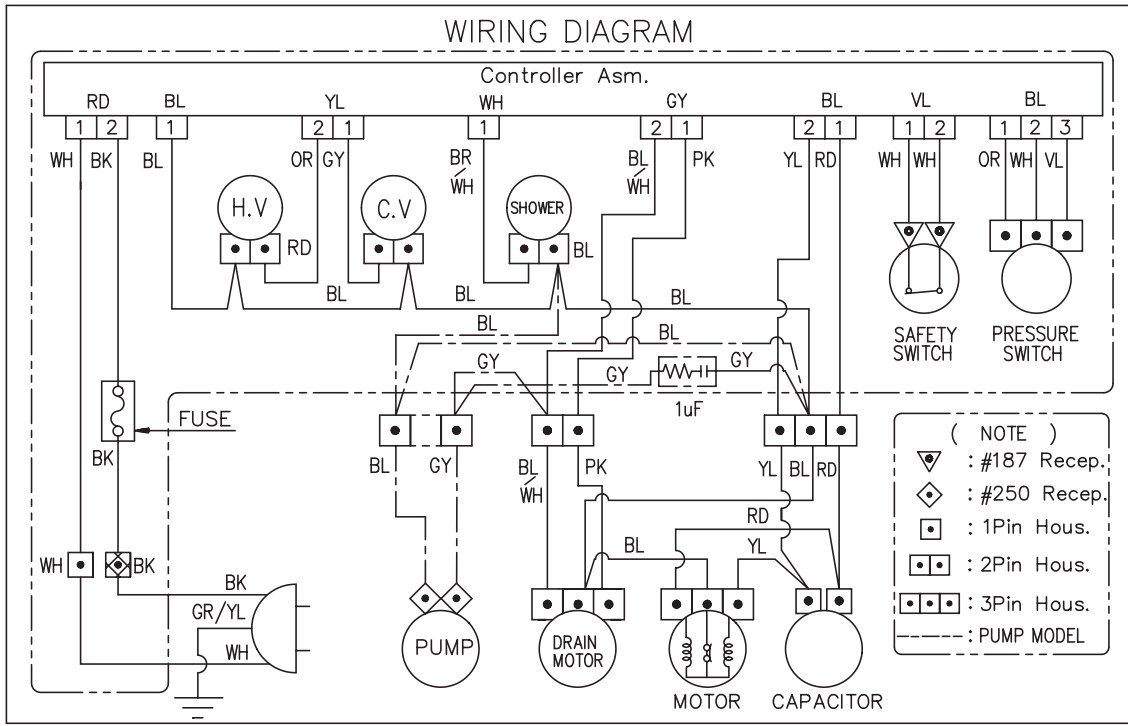 WIRING DIAGRAM
Controller Asm.
RD BL YL WH GY BL VL BL
1 2 1 2 1 1 2 1 2 1 1 2 1 2 3
WH BK BL OR GY BR/WH BL/WH PK YL RD WH WH OR WH VL
H.V C.V SHOWER
RD BL
BL BL BL
SAFETY SWITCH
PRESSURE SWITCH
BL BL
GY GY GY
1uF
FUSE
BK
BL GY BL/WH PK YL BL RD
( NOTE )
: #187 Recep.
: #250 Recep.
: 1Pin Hous.
: 2Pin Hous.
: 3Pin Hous.
: PUMP MODEL
RD
BL YL
WH BK
BK
GR/YL
WH
PUMP
DRAIN MOTOR
MOTOR
CAPACITOR